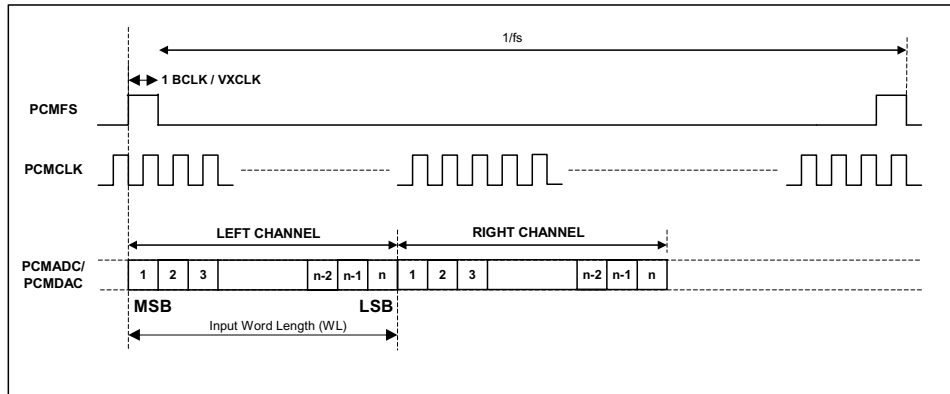 1/fs
1 BCLK / VXCLK
PCMFS
PCMCLK
LEFT CHANNEL RIGHT CHANNEL
PCMADC/
PCMDAC
1 2 3 n-2 n-1 n 1 2 3 n-2 n-1 n
MSB LSB
Input Word Length (WL)